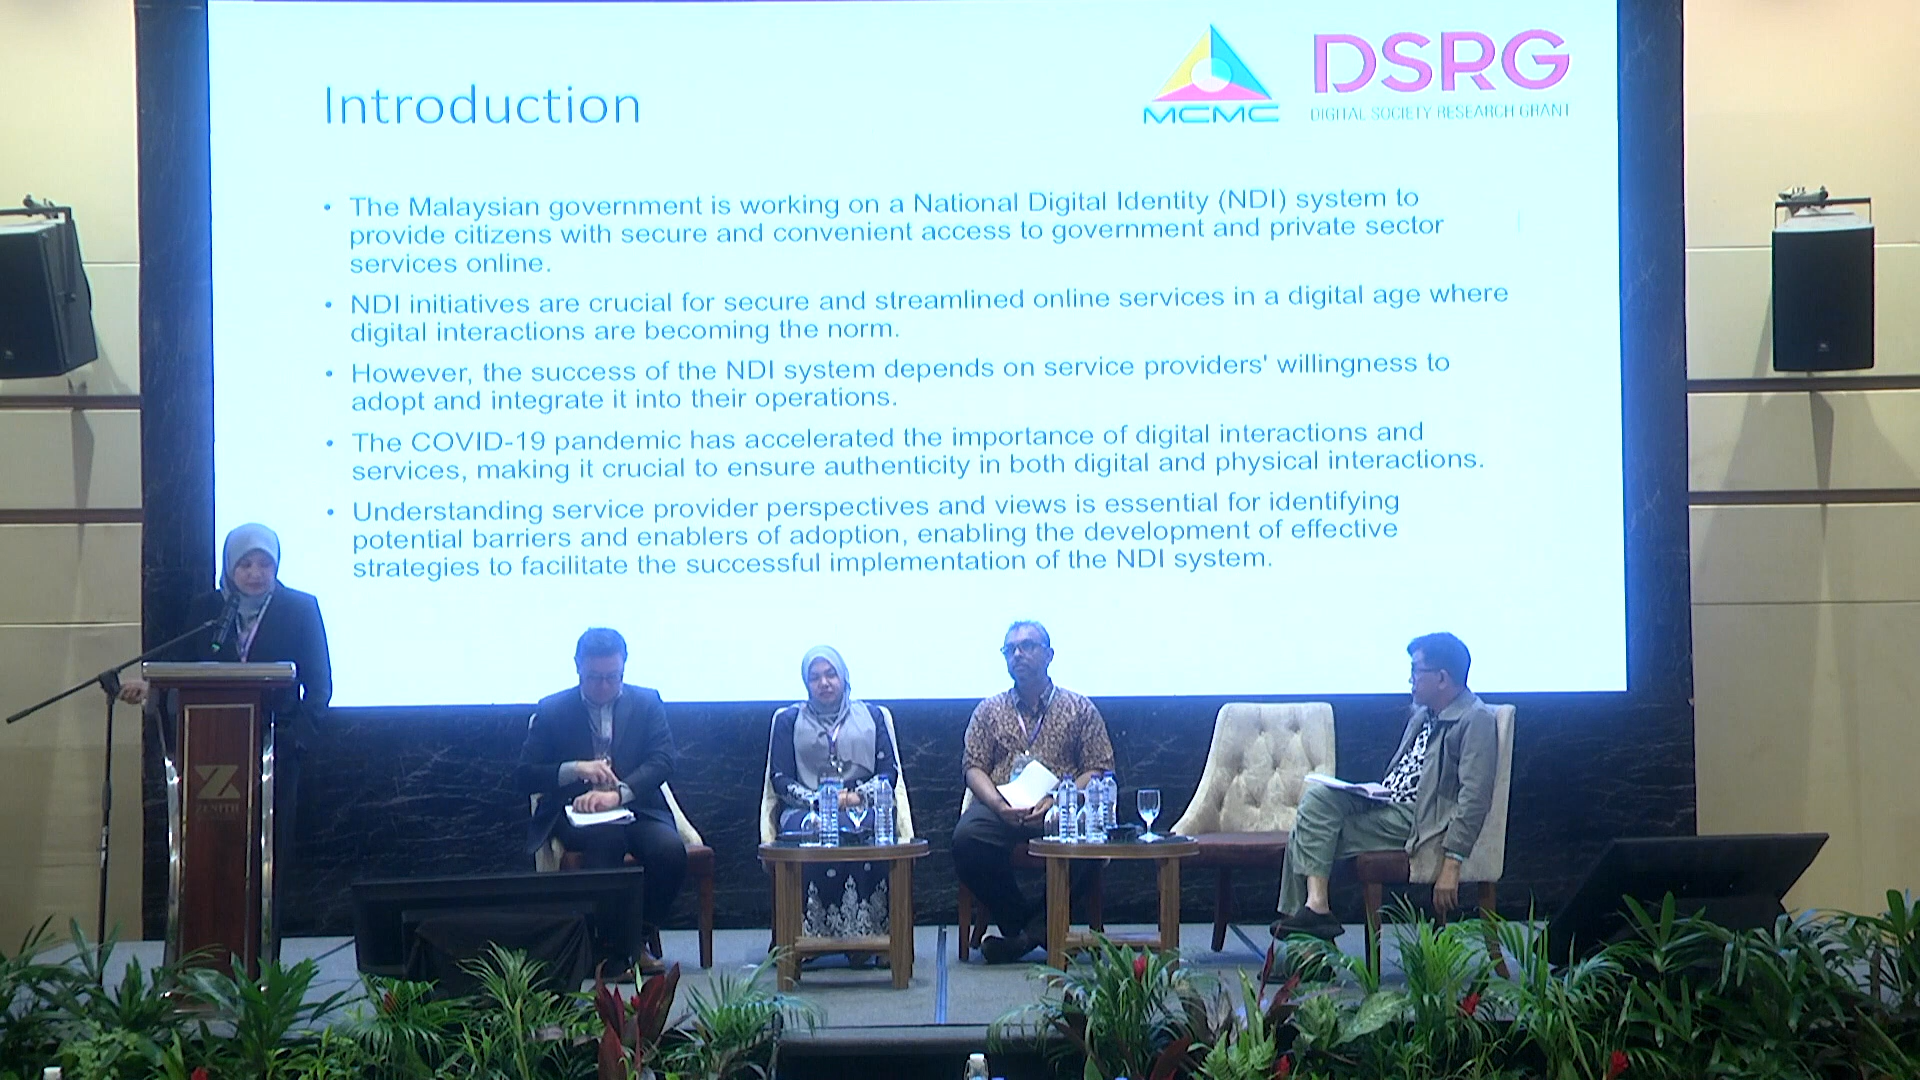 Introduction
MCMC
DSRG
DIGITAL SOCIETY RESEARCH GRANT
• The Malaysian government is working on a National Digital Identity (NDI) system to
provide citizens with secure and convenient access to government and private sector
services online.
• NDI initiatives are crucial for secure and streamlined online services in a digital age where
digital interactions are becoming the norm.
• However, the success of the NDI system depends on service providers' willingness to
adopt and integrate it into their operations.
• The COVID-19 pandemic has accelerated the importance of digital interactions and
services, making it crucial to ensure authenticity in both digital and physical interactions.
• Understanding service provider perspectives and views is essential for identifying
potential barriers and enablers of adoption, enabling the development of effective
strategies to facilitate the successful implementation of the NDI system.
ZENITH